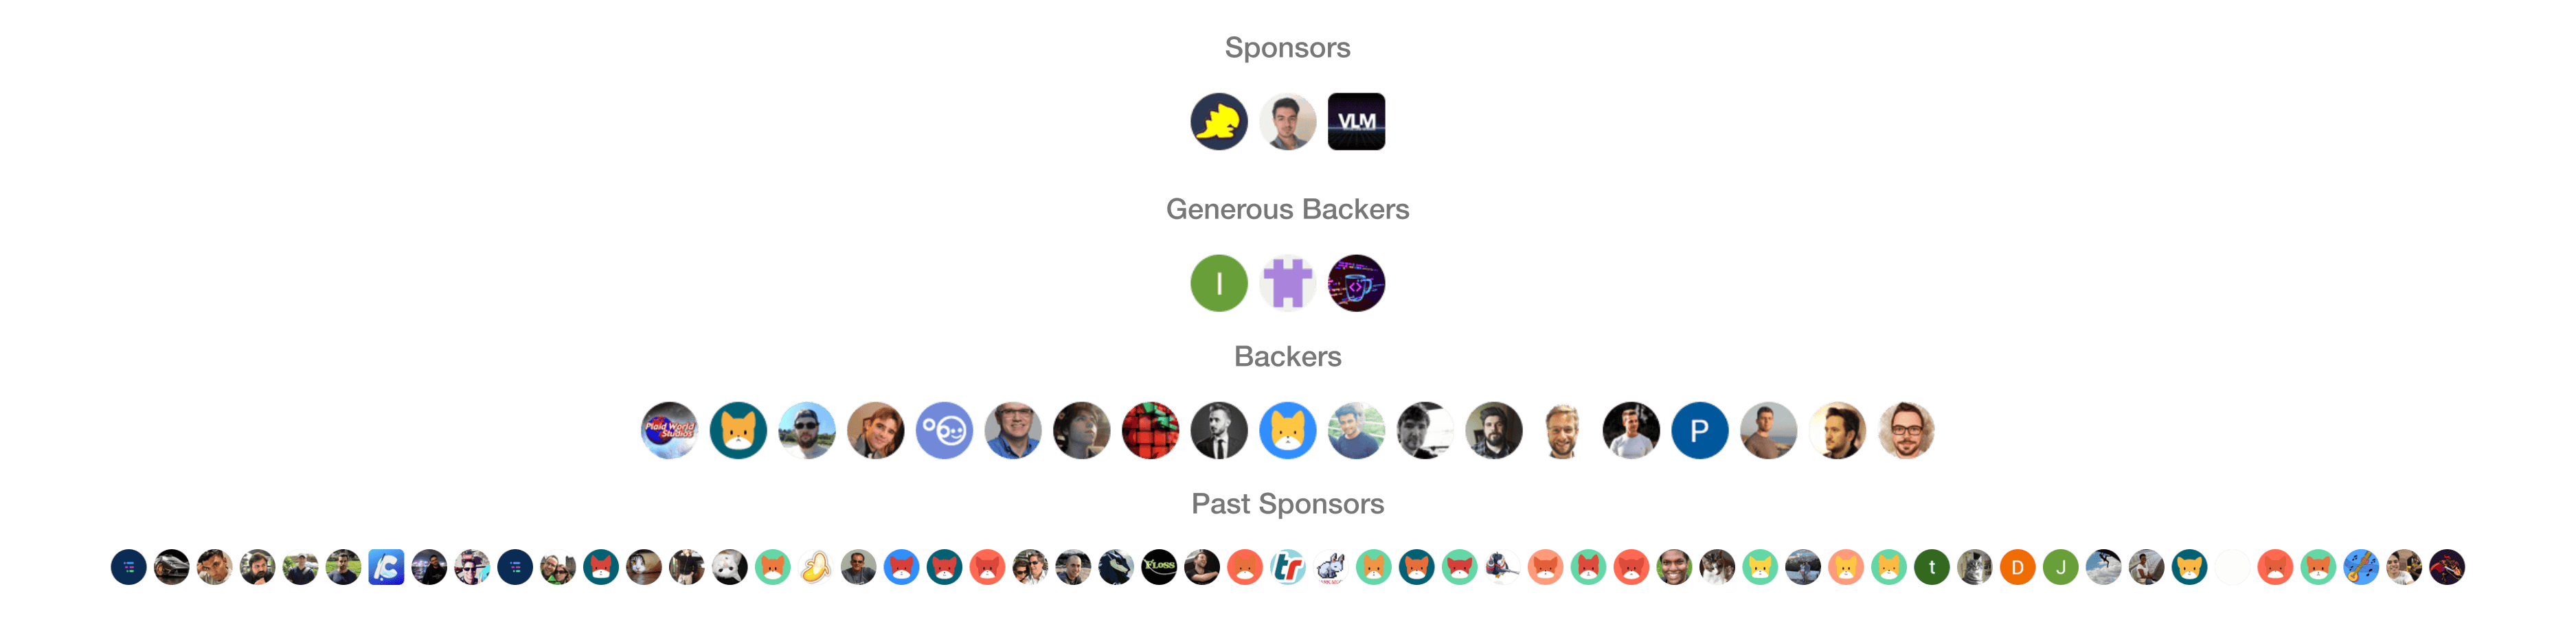 Sponsors
VLM
Generous Backers
I
Backers
Plaid World
Studios
P
Past Sponsors
C
FLOSS
tr
t
D
J